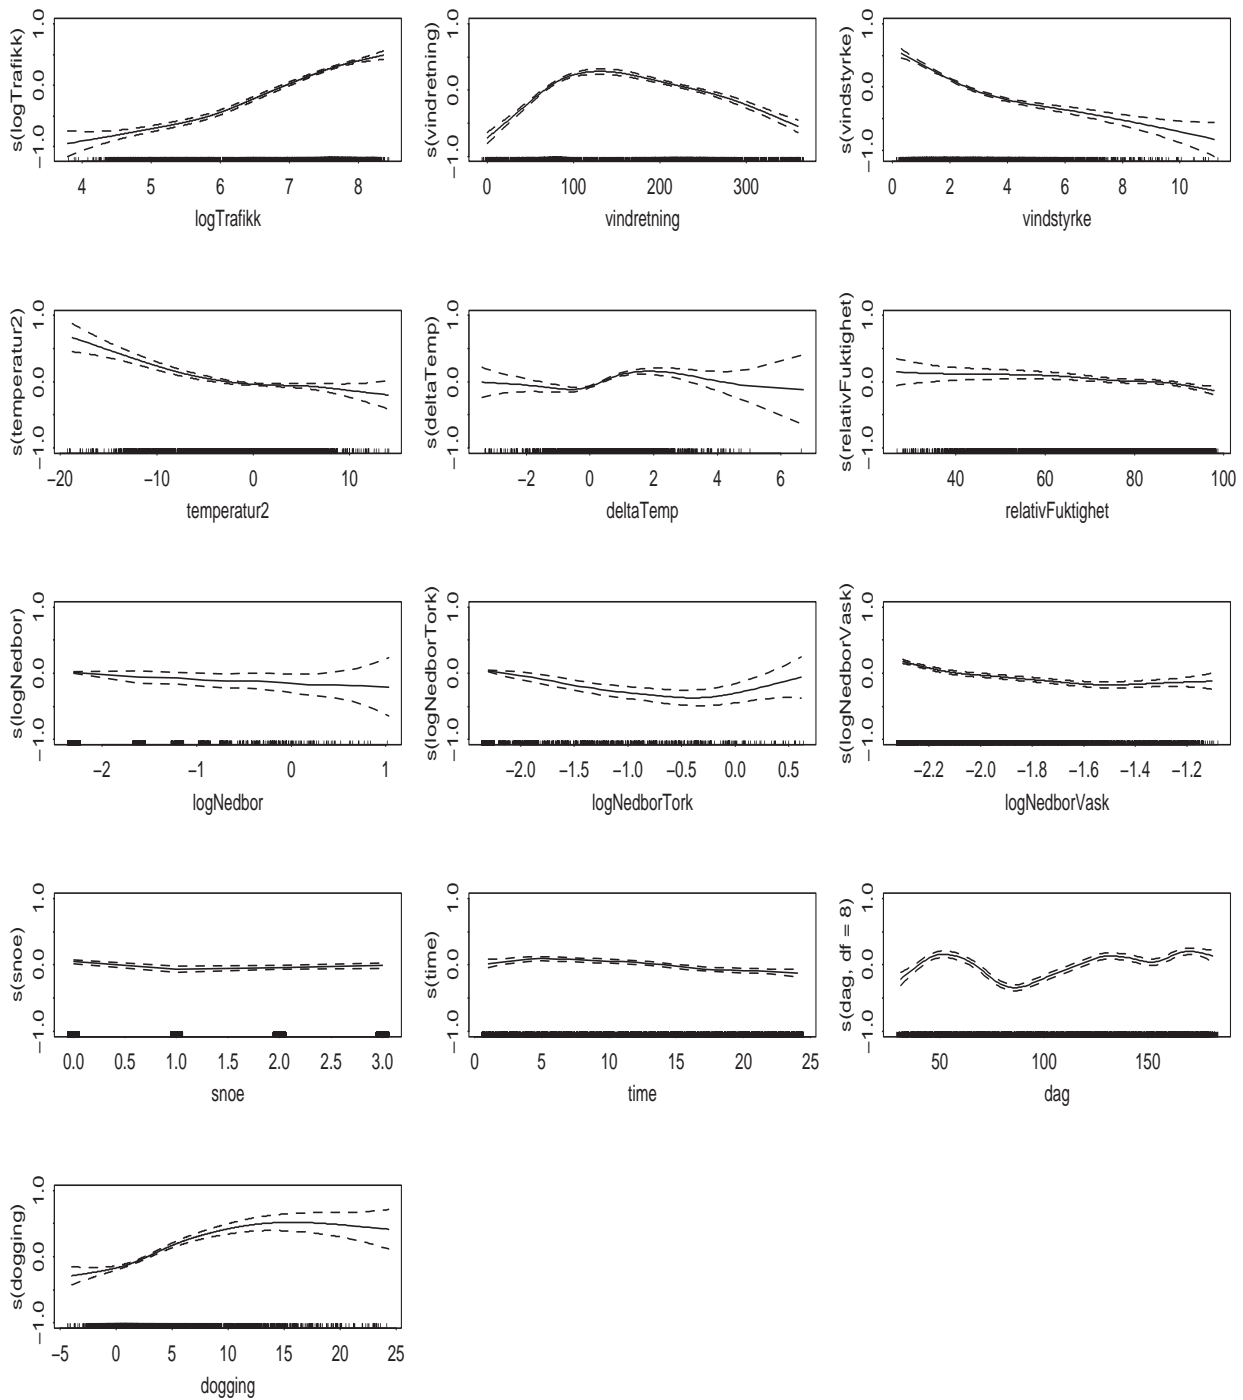 s(logTrafikk)
−1.0 0.0 1.0
4 5 6 7 8
logTrafikk
s(vindretning)
−1.0 0.0 1.0
0 100 200 300
vindretning
s(vindstyrke)
−1.0 0.0 1.0
0 2 4 6 8 10
vindstyrke
s(temperatur2)
−1.0 0.0 1.0
−20 −10 0 10
temperatur2
s(deltaTemp)
−1.0 0.0 1.0
−2 0 2 4 6
deltaTemp
s(relativFuktighet)
−1.0 0.0 1.0
40 60 80 100
relativFuktighet
s(logNedbor)
−1.0 0.0 1.0
−2 −1 0 1
logNedbor
s(logNedborTork)
−1.0 0.0 1.0
−2.0 −1.5 −1.0 −0.5 0.0 0.5
logNedborTork
s(logNedborVask)
−1.0 0.0 1.0
−2.2 −2.0 −1.8 −1.6 −1.4 −1.2
logNedborVask
s(snoe)
−1.0 0.0 1.0
0.0 0.5 1.0 1.5 2.0 2.5 3.0
snoe
s(time)
−1.0 0.0 1.0
0 5 10 15 20 25
time
s(dag, df = 8)
−1.0 0.0 1.0
50 100 150
dag
s(dogging)
−1.0 0.0 1.0
−5 0 5 10 15 20 25
dogging